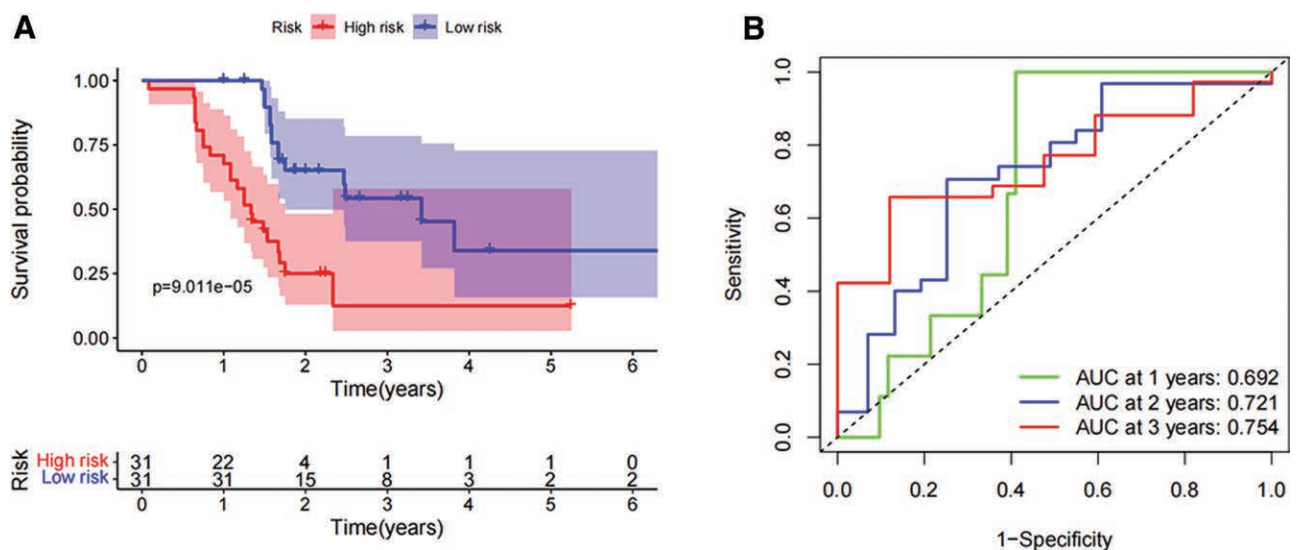 A
Risk High risk Low risk
Survival probability
1.00
0.75
0.50
0.25
0.00
p=9.011e−05
0 1 2 3 4 5 6
Time(years)
Risk
High risk 31 22 4 1 1 1 0
Low risk 31 31 15 8 3 2 2
0 1 2 3 4 5 6
Time(years)
B
Sensitivity
1.0
0.8
0.6
0.4
0.2
0.0
AUC at 1 years: 0.692
AUC at 2 years: 0.721
AUC at 3 years: 0.754
0.0 0.2 0.4 0.6 0.8 1.0
1−Specificity